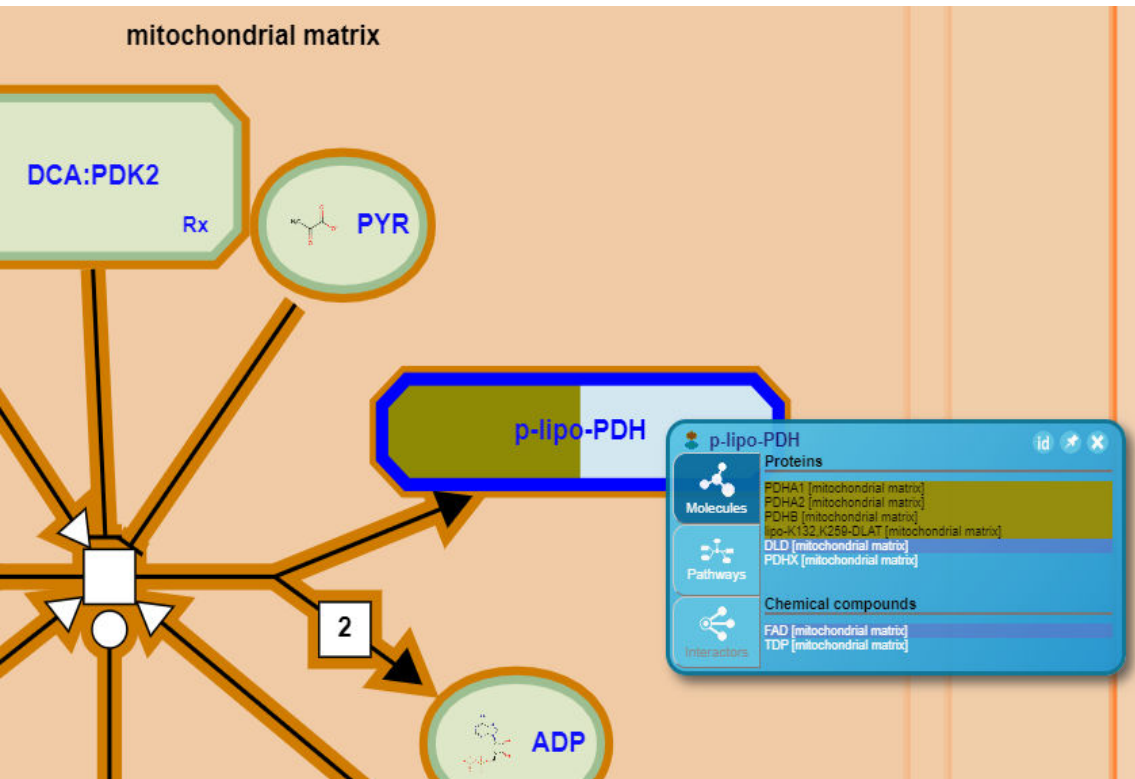 mitochondrial matrix
DCA:PDK2
Rx
PYR
p-lipo-PDH
p-lipo-PDH
id
Proteins
Molecules
PDHA1 [mitochondrial matrix]
PDHA2 [mitochondrial matrix]
PDHB [mitochondrial matrix]
lipo-K132,K259-DLAT [mitochondrial matrix]
DLD [mitochondrial matrix]
PDHX [mitochondrial matrix]
Pathways
Chemical compounds
FAD [mitochondrial matrix]
TDP [mitochondrial matrix]
Interactors
2
ADP